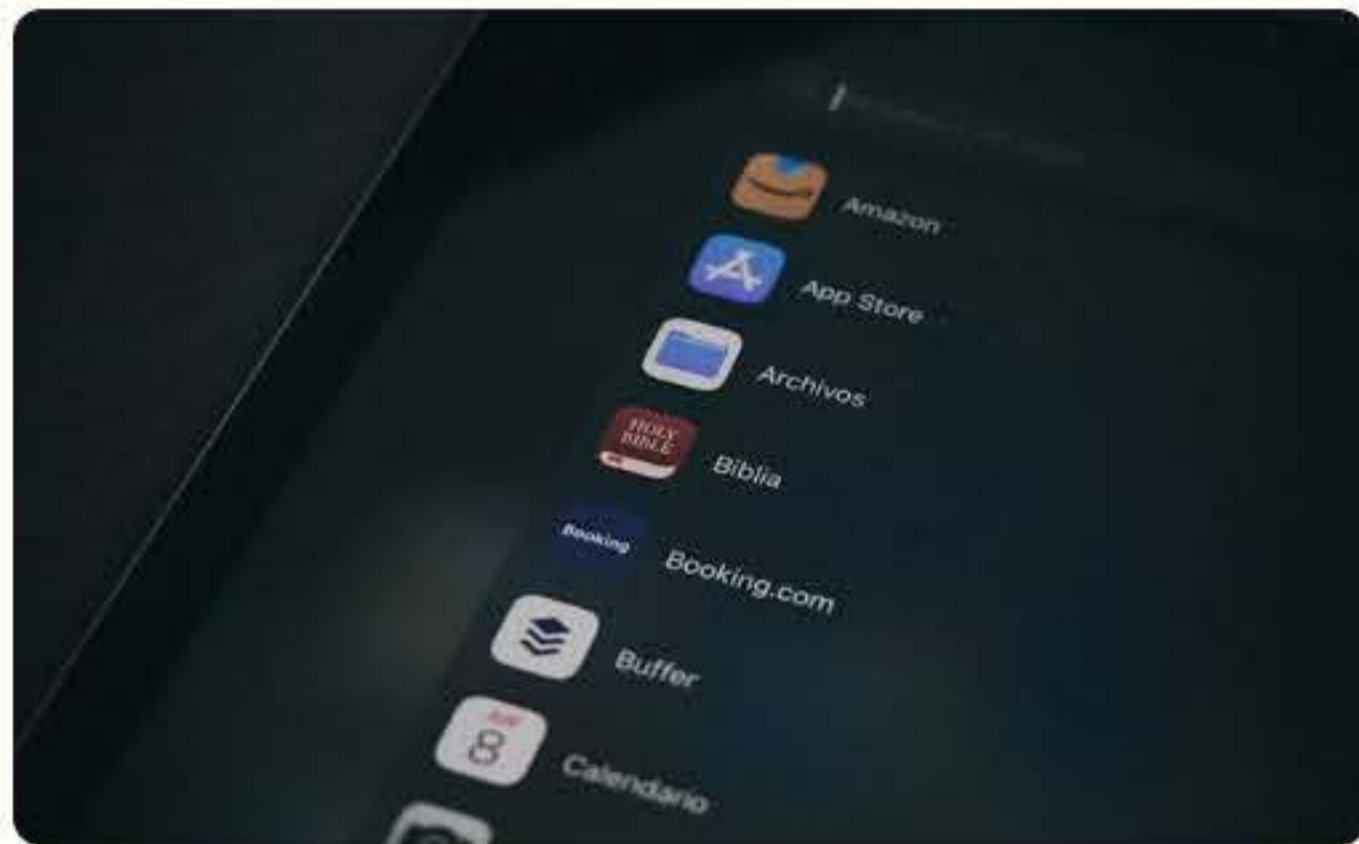 Amazon
App Store
Archivos
HOLY
BIBLE
Biblia
Booking
Booking.com
Buffer
8
Calendario